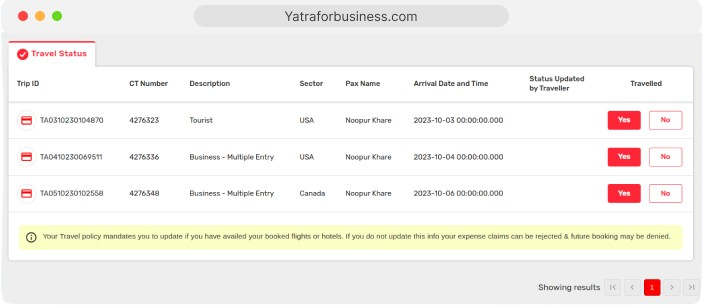 Yatraforbusiness.com
Travel Status
Trip ID CT Number Description Sector Pax Name Arrival Date and Time Status Updated by Traveller Travelled
TA0310230104870 4276323 Tourist USA Noopur Khare 2023-10-03 00:00:00.000 Yes No
TA0410230069511 4276336 Business - Multiple Entry USA Noopur Khare 2023-10-04 00:00:00.000 Yes No
TA0510230102558 4276348 Business - Multiple Entry Canada Noopur Khare 2023-10-06 00:00:00.000 Yes No
Your Travel policy mandates you to update if you have availed your booked flights or hotels. If you do not update this info your expense claims can be rejected & future booking may be denied.
Showing results 1